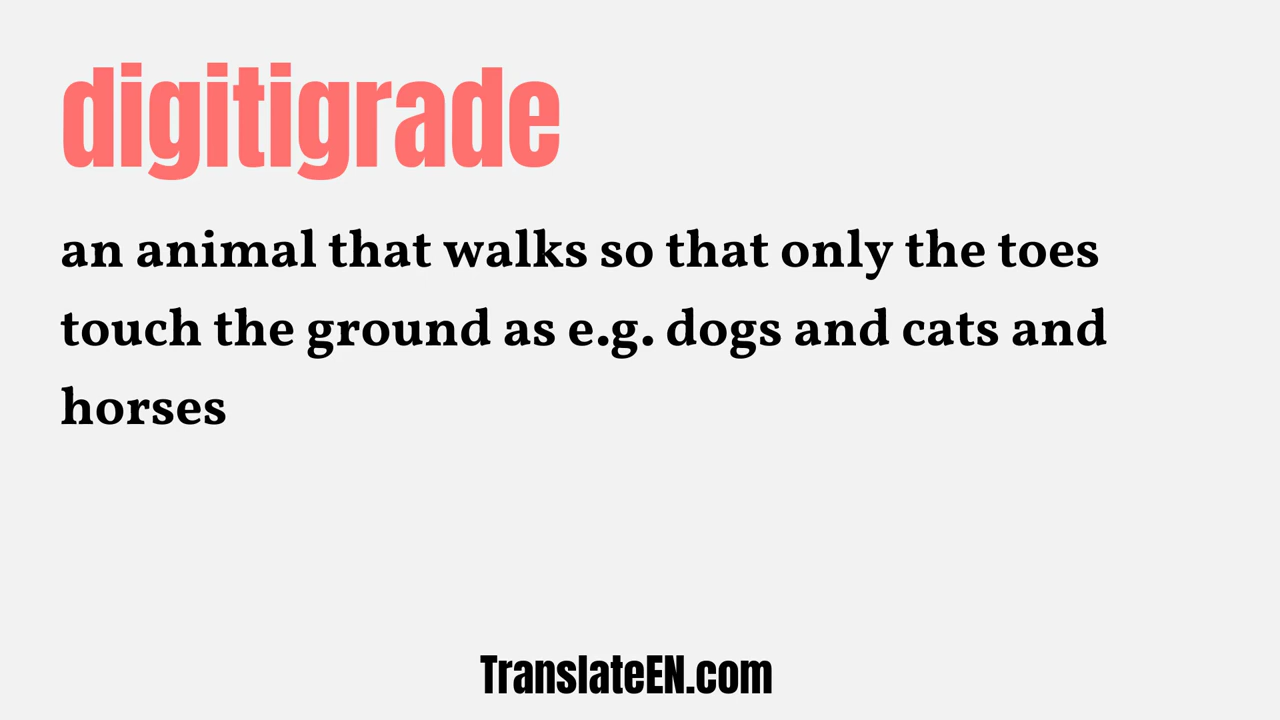 digitigrade
an animal that walks so that only the toes
touch the ground as e.g. dogs and cats and
horses
TranslateEN.com